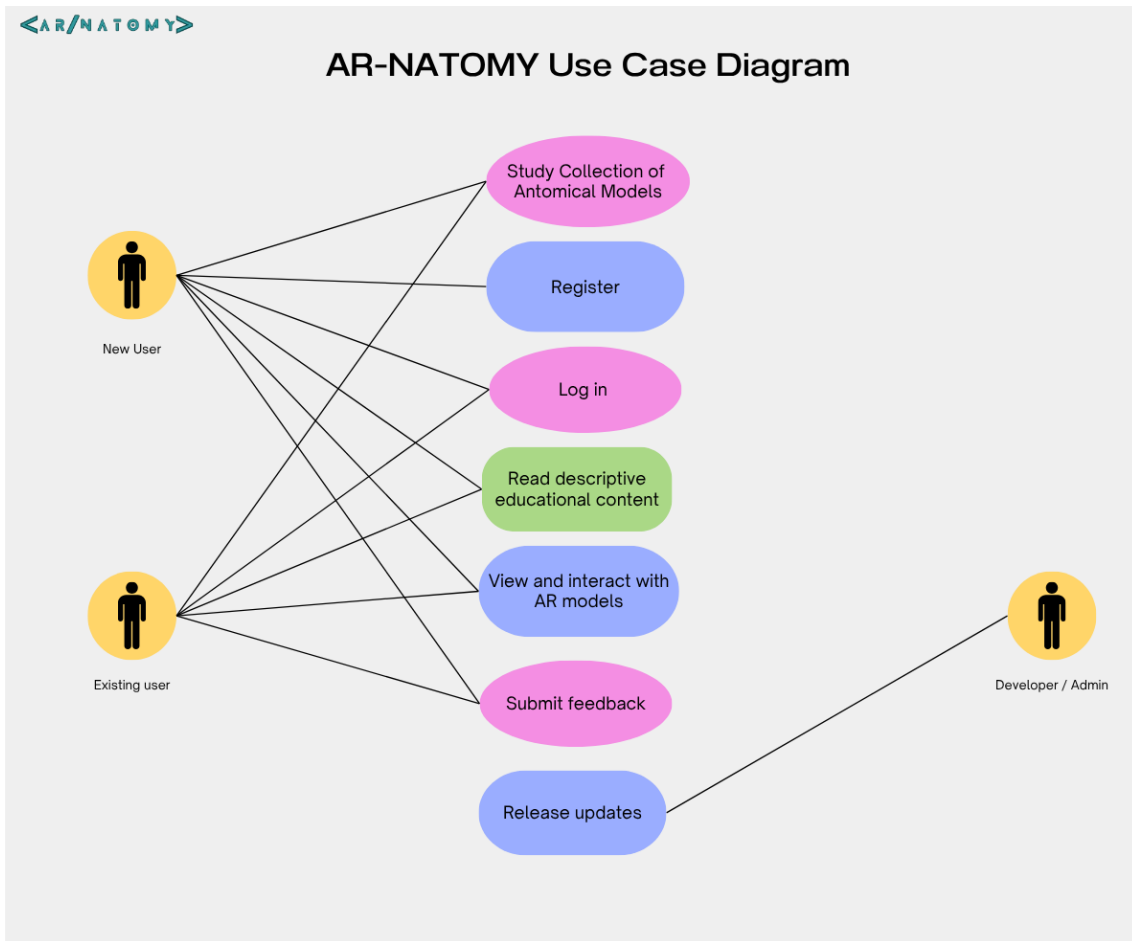 <AR/NATOMY>
AR-NATOMY Use Case Diagram
Study Collection of
Antomical Models
Register
New User
Log in
Read descriptive
educational content
View and interact with
AR models
Existing user
Developer / Admin
Submit feedback
Release updates